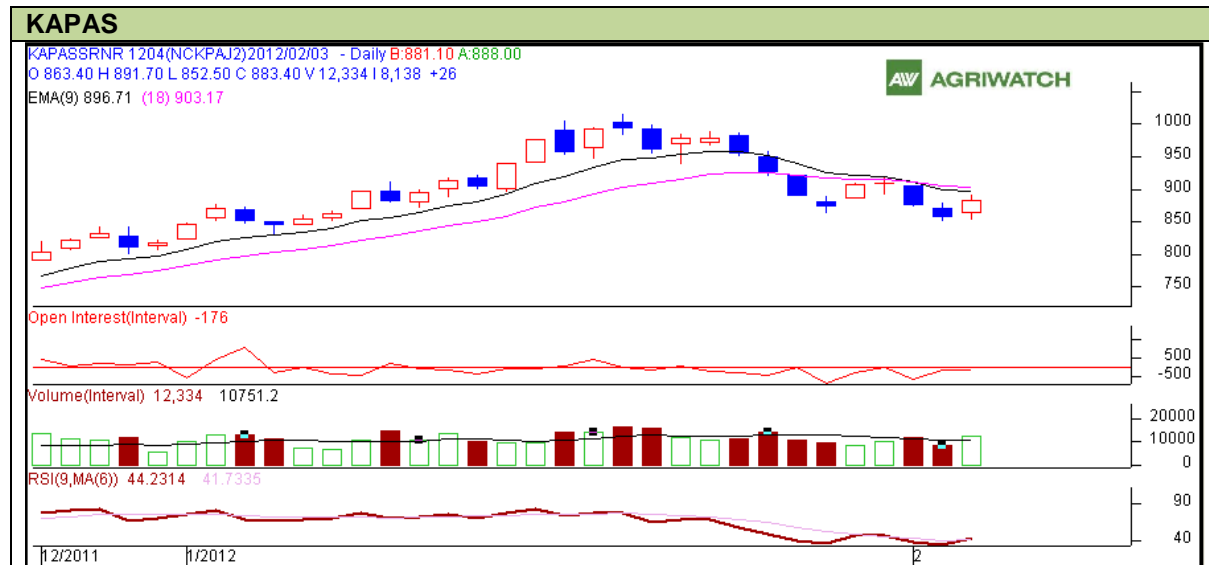 KAPAS
KAPASSRNR 1204(NCKPAJ2)2012/02/03 - Daily B:881.10 A:888.00
O 863.40 H 891.70 L 852.50 C 883.40 V 12,334 I 8,138 +26
AW AGRIWATCH
EMA(9) 896.71 (18) 903.17
1000
950
900
850
800
750
Open Interest(Interval) -176
500
-500
Volume(Interval) 12,334 10751.2
20000
10000
0
RSI(9,MA(6)) 44.2314 41.7335
90
40
12/2011 1/2012 2